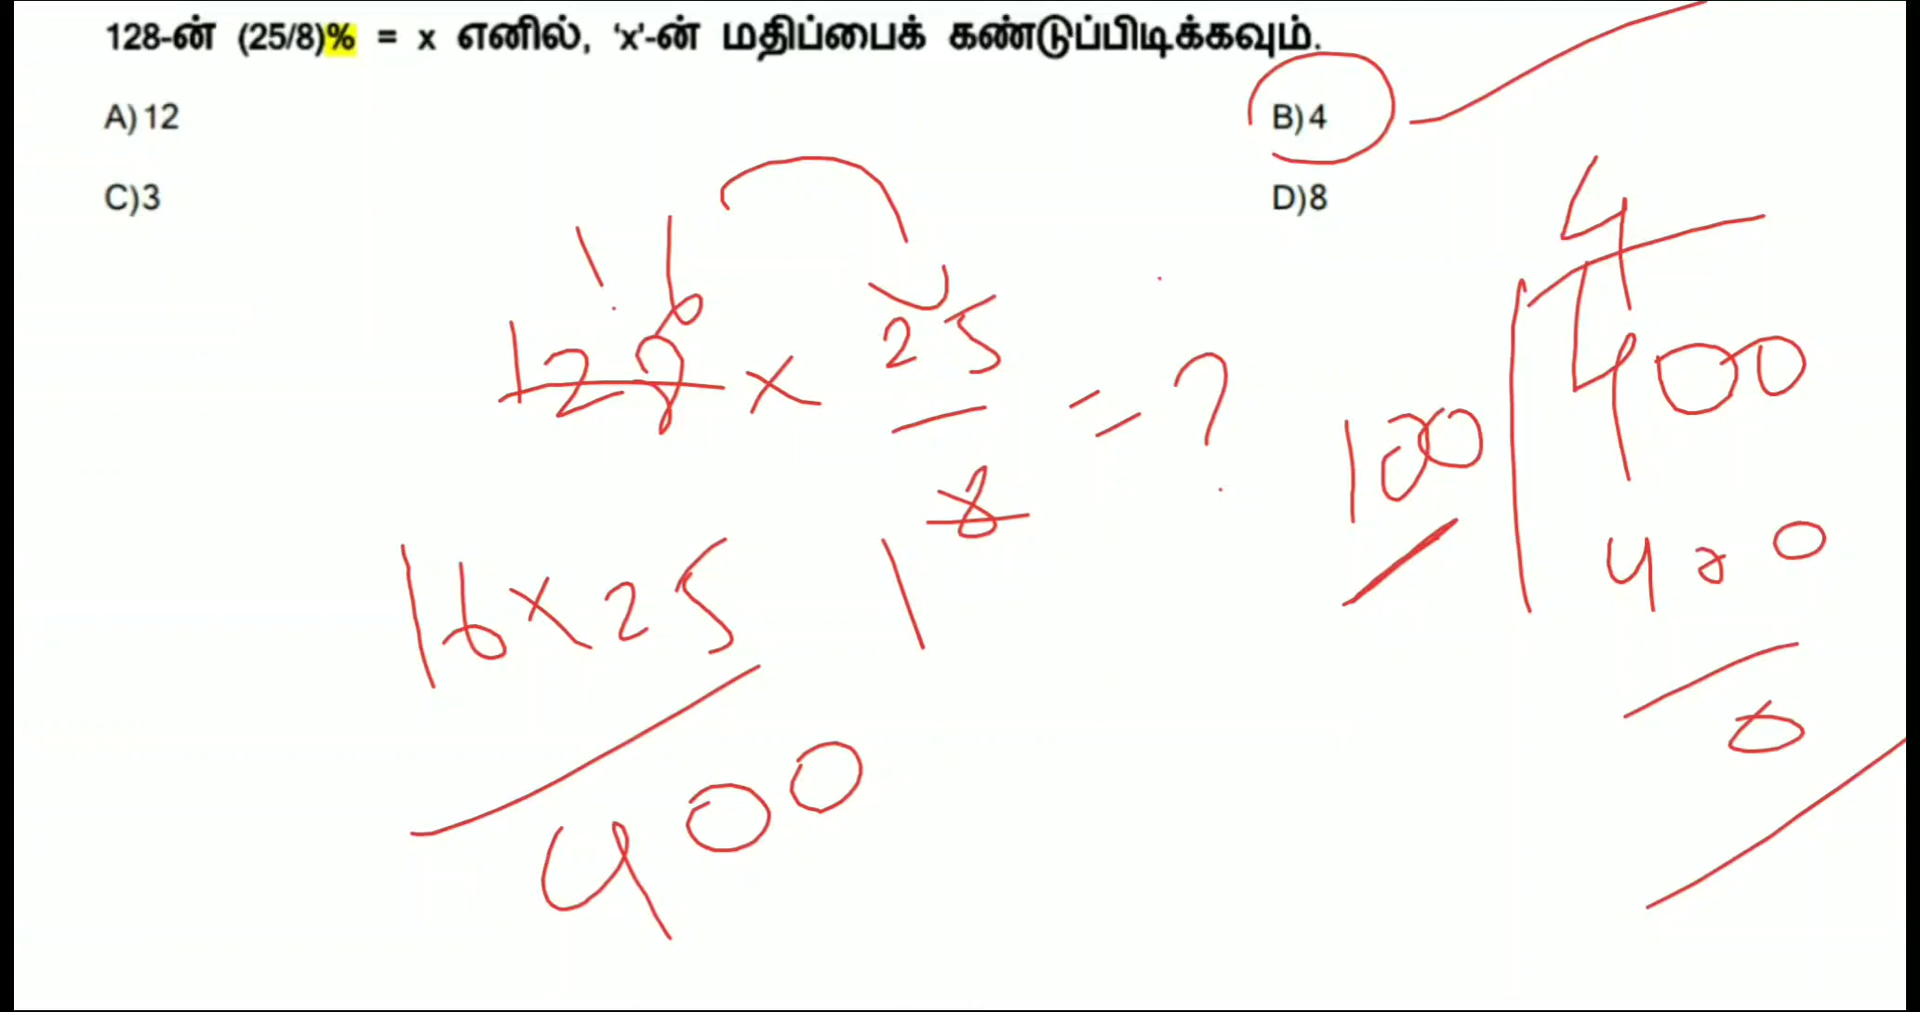 128-ன் (25/8)% = x எனில், 'x'-ன் மதிப்பைக் கண்டுப்பிடிக்கவும்.
A) 12
B) 4
C) 3
D) 8
16
128 × 25 = ?
8
1
16 × 25
400
4
100 400
400
0